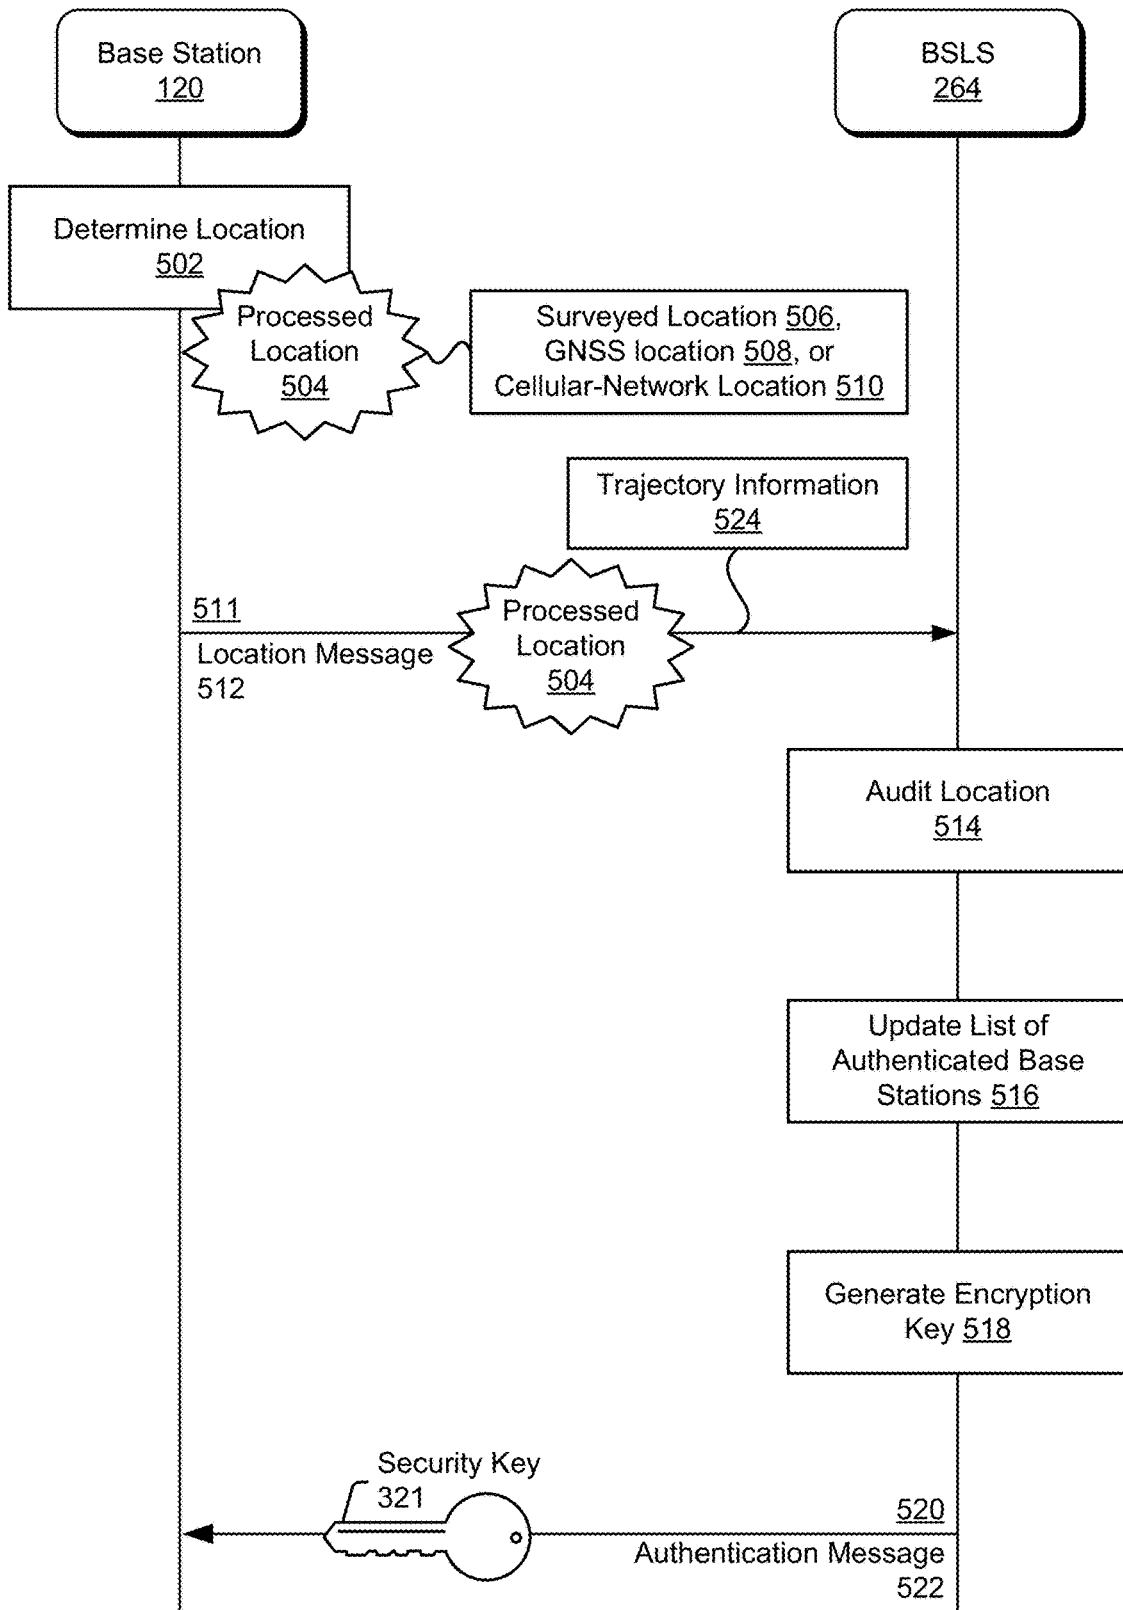 Base Station
120
BSLS
264
Determine Location
502
Processed
Location
504
Surveyed Location 506,
GNSS location 508, or
Cellular-Network Location 510
Trajectory Information
524
511
Location Message
512
Processed
Location
504
Audit Location
514
Update List of
Authenticated Base
Stations 516
Generate Encryption
Key 518
Security Key
321
520
Authentication Message
522